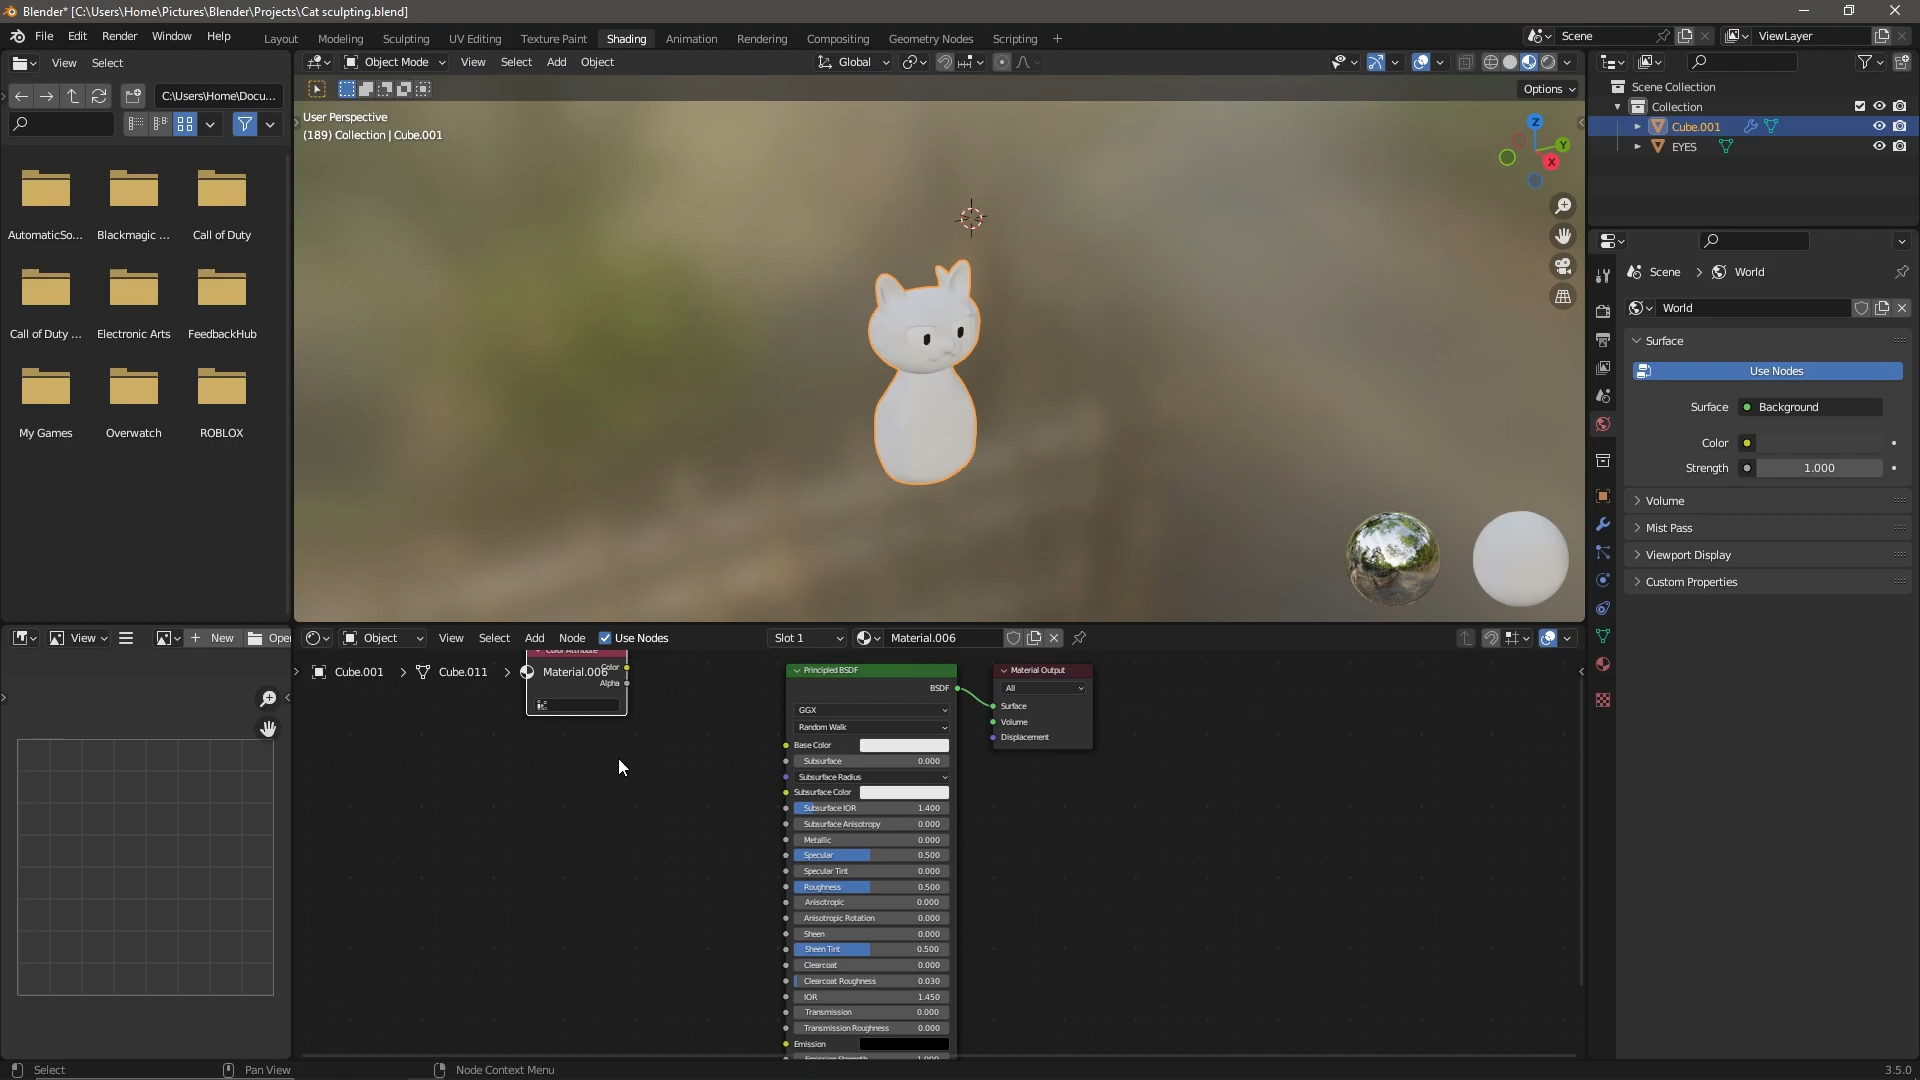 Blender* [C:\Users\Home\Pictures\Blender\Projects\Cat sculpting.blend]
File Edit Render Window Help
Layout Modeling Sculpting UV Editing Texture Paint Shading Animation Rendering Compositing Geometry Nodes Scripting +
Scene
ViewLayer
View Select
C:\Users\Home\Docu...
AutomaticSo... Blackmagic ... Call of Duty
Call of Duty ... Electronic Arts FeedbackHub
My Games Overwatch ROBLOX
Object Mode View Select Add Object
Global
Options
User Perspective
(189) Collection | Cube.001
Z
Y
X
Scene Collection
Collection
Cube.001
EYES
Scene > World
World
Surface
Use Nodes
Surface Background
Color
Strength 1.000
Volume
Mist Pass
Viewport Display
Custom Properties
View + New Open
Object View Select Add Node Use Nodes Slot 1 Material.006
Cube.001 > Cube.011 > Material.006
Color Attribute
Color
Alpha
Principled BSDF
BSDF
GGX
Random Walk
Base Color
Subsurface 0.000
Subsurface Radius
Subsurface Color
Subsurface IOR 1.400
Subsurface Anisotropy 0.000
Metallic 0.000
Specular 0.500
Specular Tint 0.000
Roughness 0.500
Anisotropic 0.000
Anisotropic Rotation 0.000
Sheen 0.000
Sheen Tint 0.500
Clearcoat 0.000
Clearcoat Roughness 0.030
IOR 1.450
Transmission 0.000
Transmission Roughness 0.000
Emission
Emission Strength 1.000
Material Output
All
Surface
Volume
Displacement
Select Pan View Node Context Menu 3.5.0